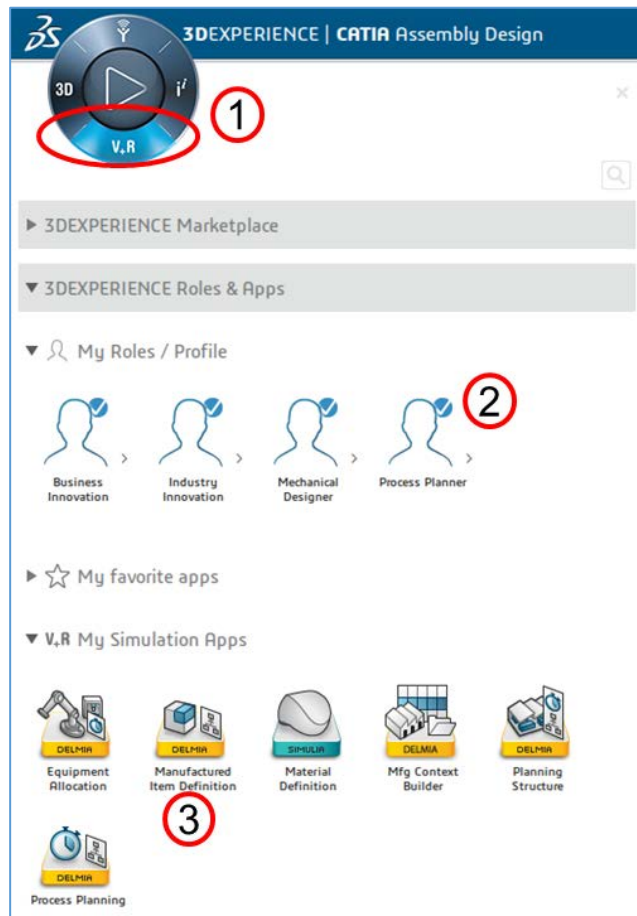 3DEXPERIENCE | CATIA Assembly Design
3D
i²
V+R
1
3DEXPERIENCE Marketplace
3DEXPERIENCE Roles & Apps
My Roles / Profile
2
Business
Innovation
Industry
Innovation
Mechanical
Designer
Process Planner
My favorite apps
V+R My Simulation Apps
DELMIA
DELMIA
SIMULIA
DELMIA
DELMIA
Equipment
Allocation
Manufactured
Item Definition
Material
Definition
Mfg Context
Builder
Planning
Structure
3
DELMIA
Process Planning